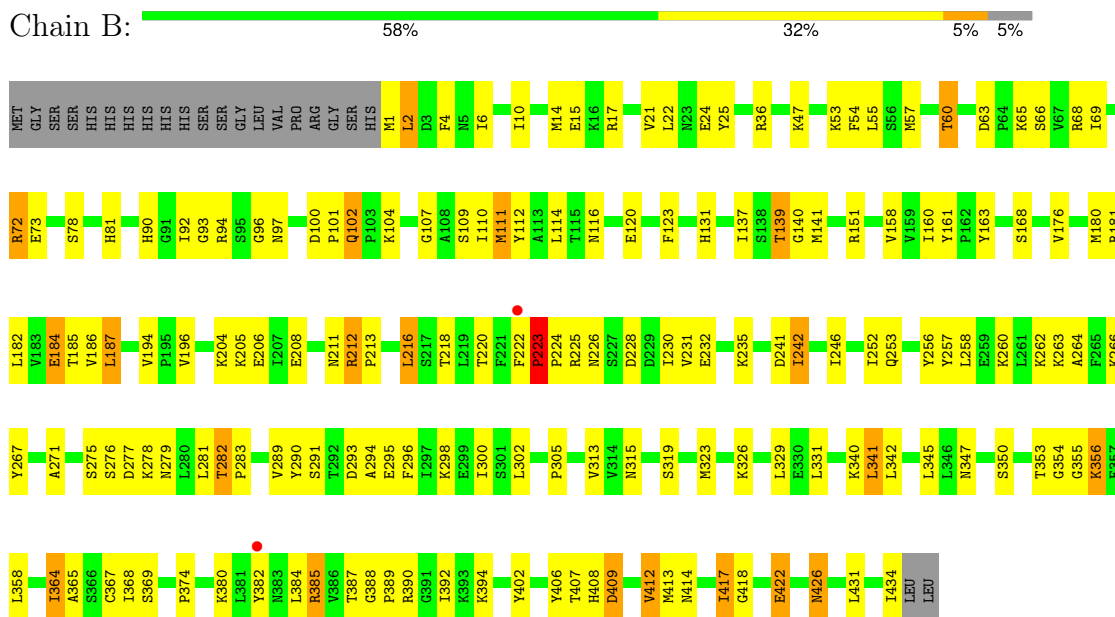 Chain B:
58% 32% 5% 5%
MET GLY SER SER HIS HIS HIS HIS HIS HIS SER SER GLY LEU VAL PRO ARG GLY SER HIS M1 L2 D3 F4 N5 I6 I10 M14 E15 K16 R17 V21 L22 N23 E24 Y25 R36 K47 K53 F54 L55 S56 M57 T60 D63 P64 K65 S66 V67 R68 I69
R72 E73 S78 H81 H90 G91 I92 G93 R94 S95 G96 N97 D100 P101 Q102 P103 K104 G107 A108 S109 I110 M111 Y112 A113 L114 T115 N116 E120 F123 H131 I137 S138 T139 G140 M141 R151 V158 V159 I160 Y161 P162 Y163 S168 V176 M180 R181
L182 V183 E184 T185 V186 L187 V194 P195 V196 K204 K205 E206 I207 E208 N211 R212 P213 L216 S217 T218 L219 T220 F221 F222 P223 P224 R225 N226 S227 D228 D229 I230 V231 E232 K235 D241 I242 I246 I252 Q253 Y256 Y257 L258 E259 K260 L261 K262 K263 A264 F265 K266
Y267 A271 S275 S276 D277 K278 N279 L280 L281 T282 P283 V289 Y290 S291 T292 D293 A294 E295 F296 I297 K298 E299 I300 S301 L302 P305 V313 V314 N315 S319 M323 K326 L329 E330 L331 K340 L341 L342 L345 L346 N347 S350 T353 G354 G355 K356 E357
L358 I364 A365 S366 C367 I368 S369 P374 K380 L381 Y382 N383 L384 R385 V386 T387 G388 P389 R390 G391 I392 K393 K394 Y402 Y406 T407 H408 D409 V412 M413 N414 I417 G418 E422 N426 L431 I434 LEU LEU